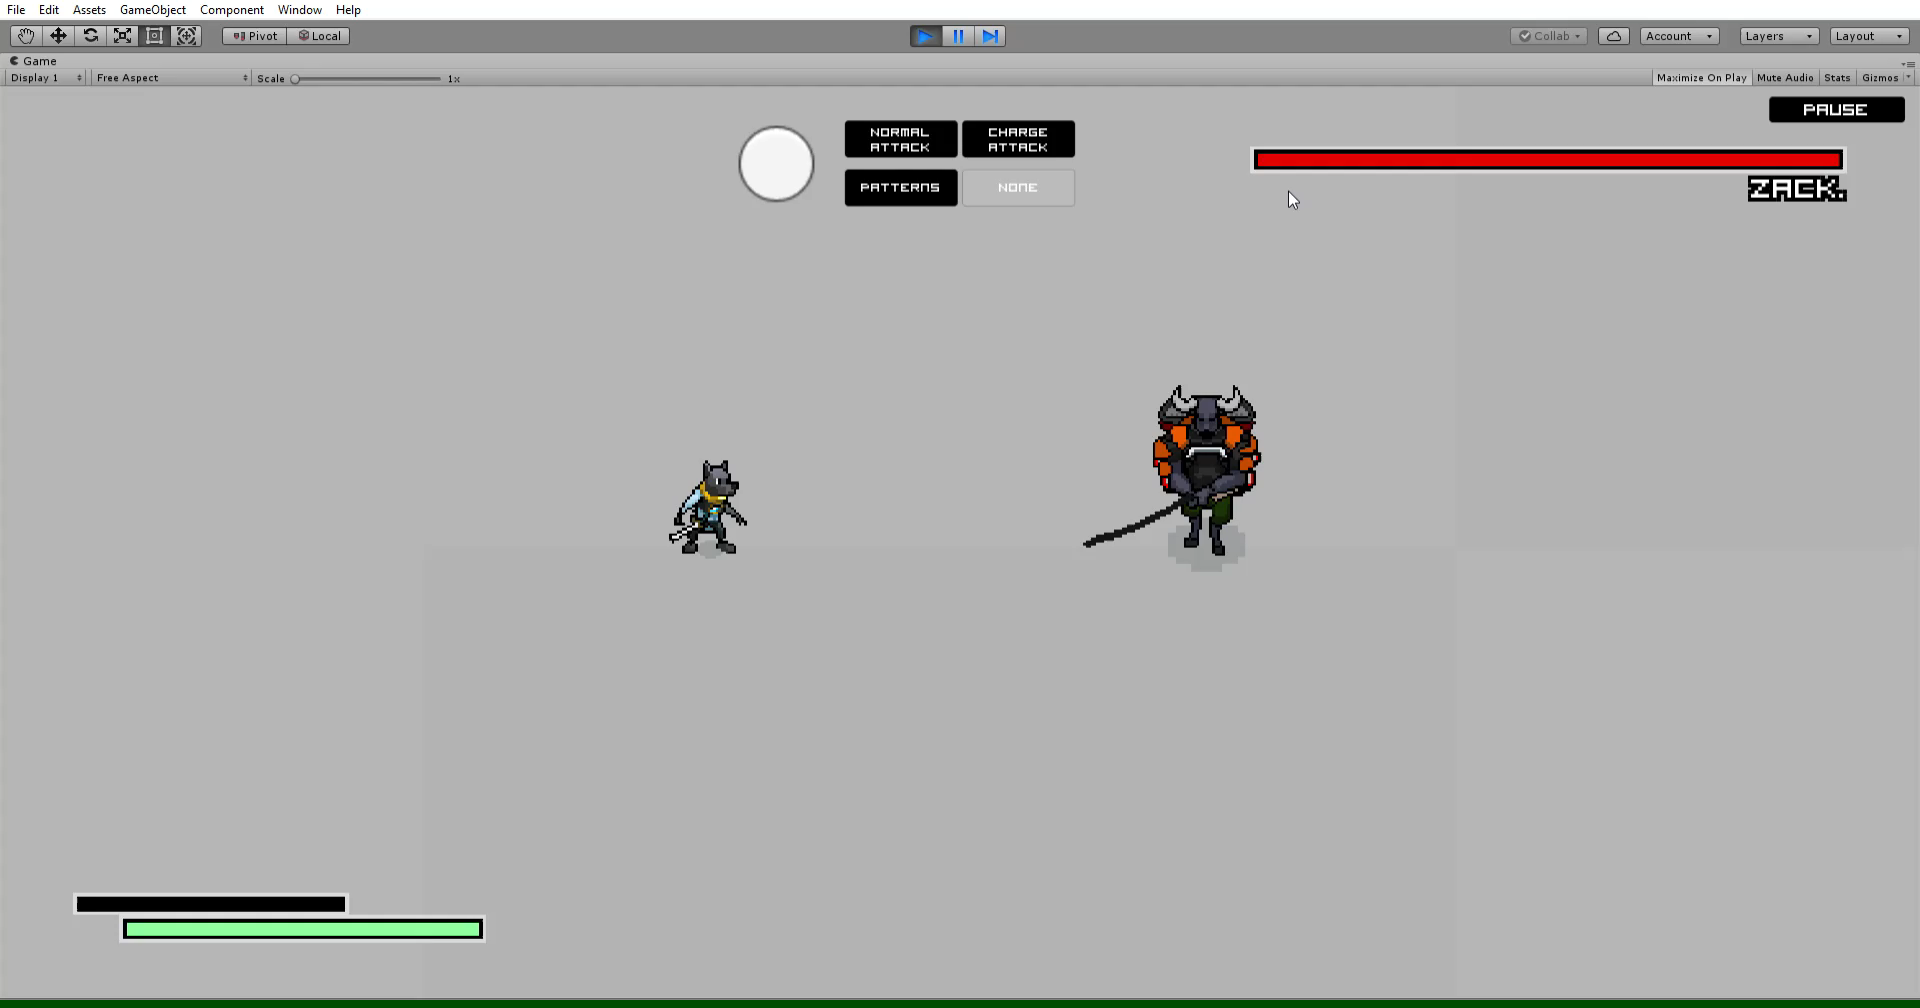 File Edit Assets GameObject Component Window Help
Pivot Local Collab Account Layers Layout
Game
Display 1 Free Aspect Scale 1x Maximize On Play Mute Audio Stats Gizmos
PAUSE
NORMAL
ATTACK
CHARGE
ATTACK
PATTERNS
NONE
ZACK.